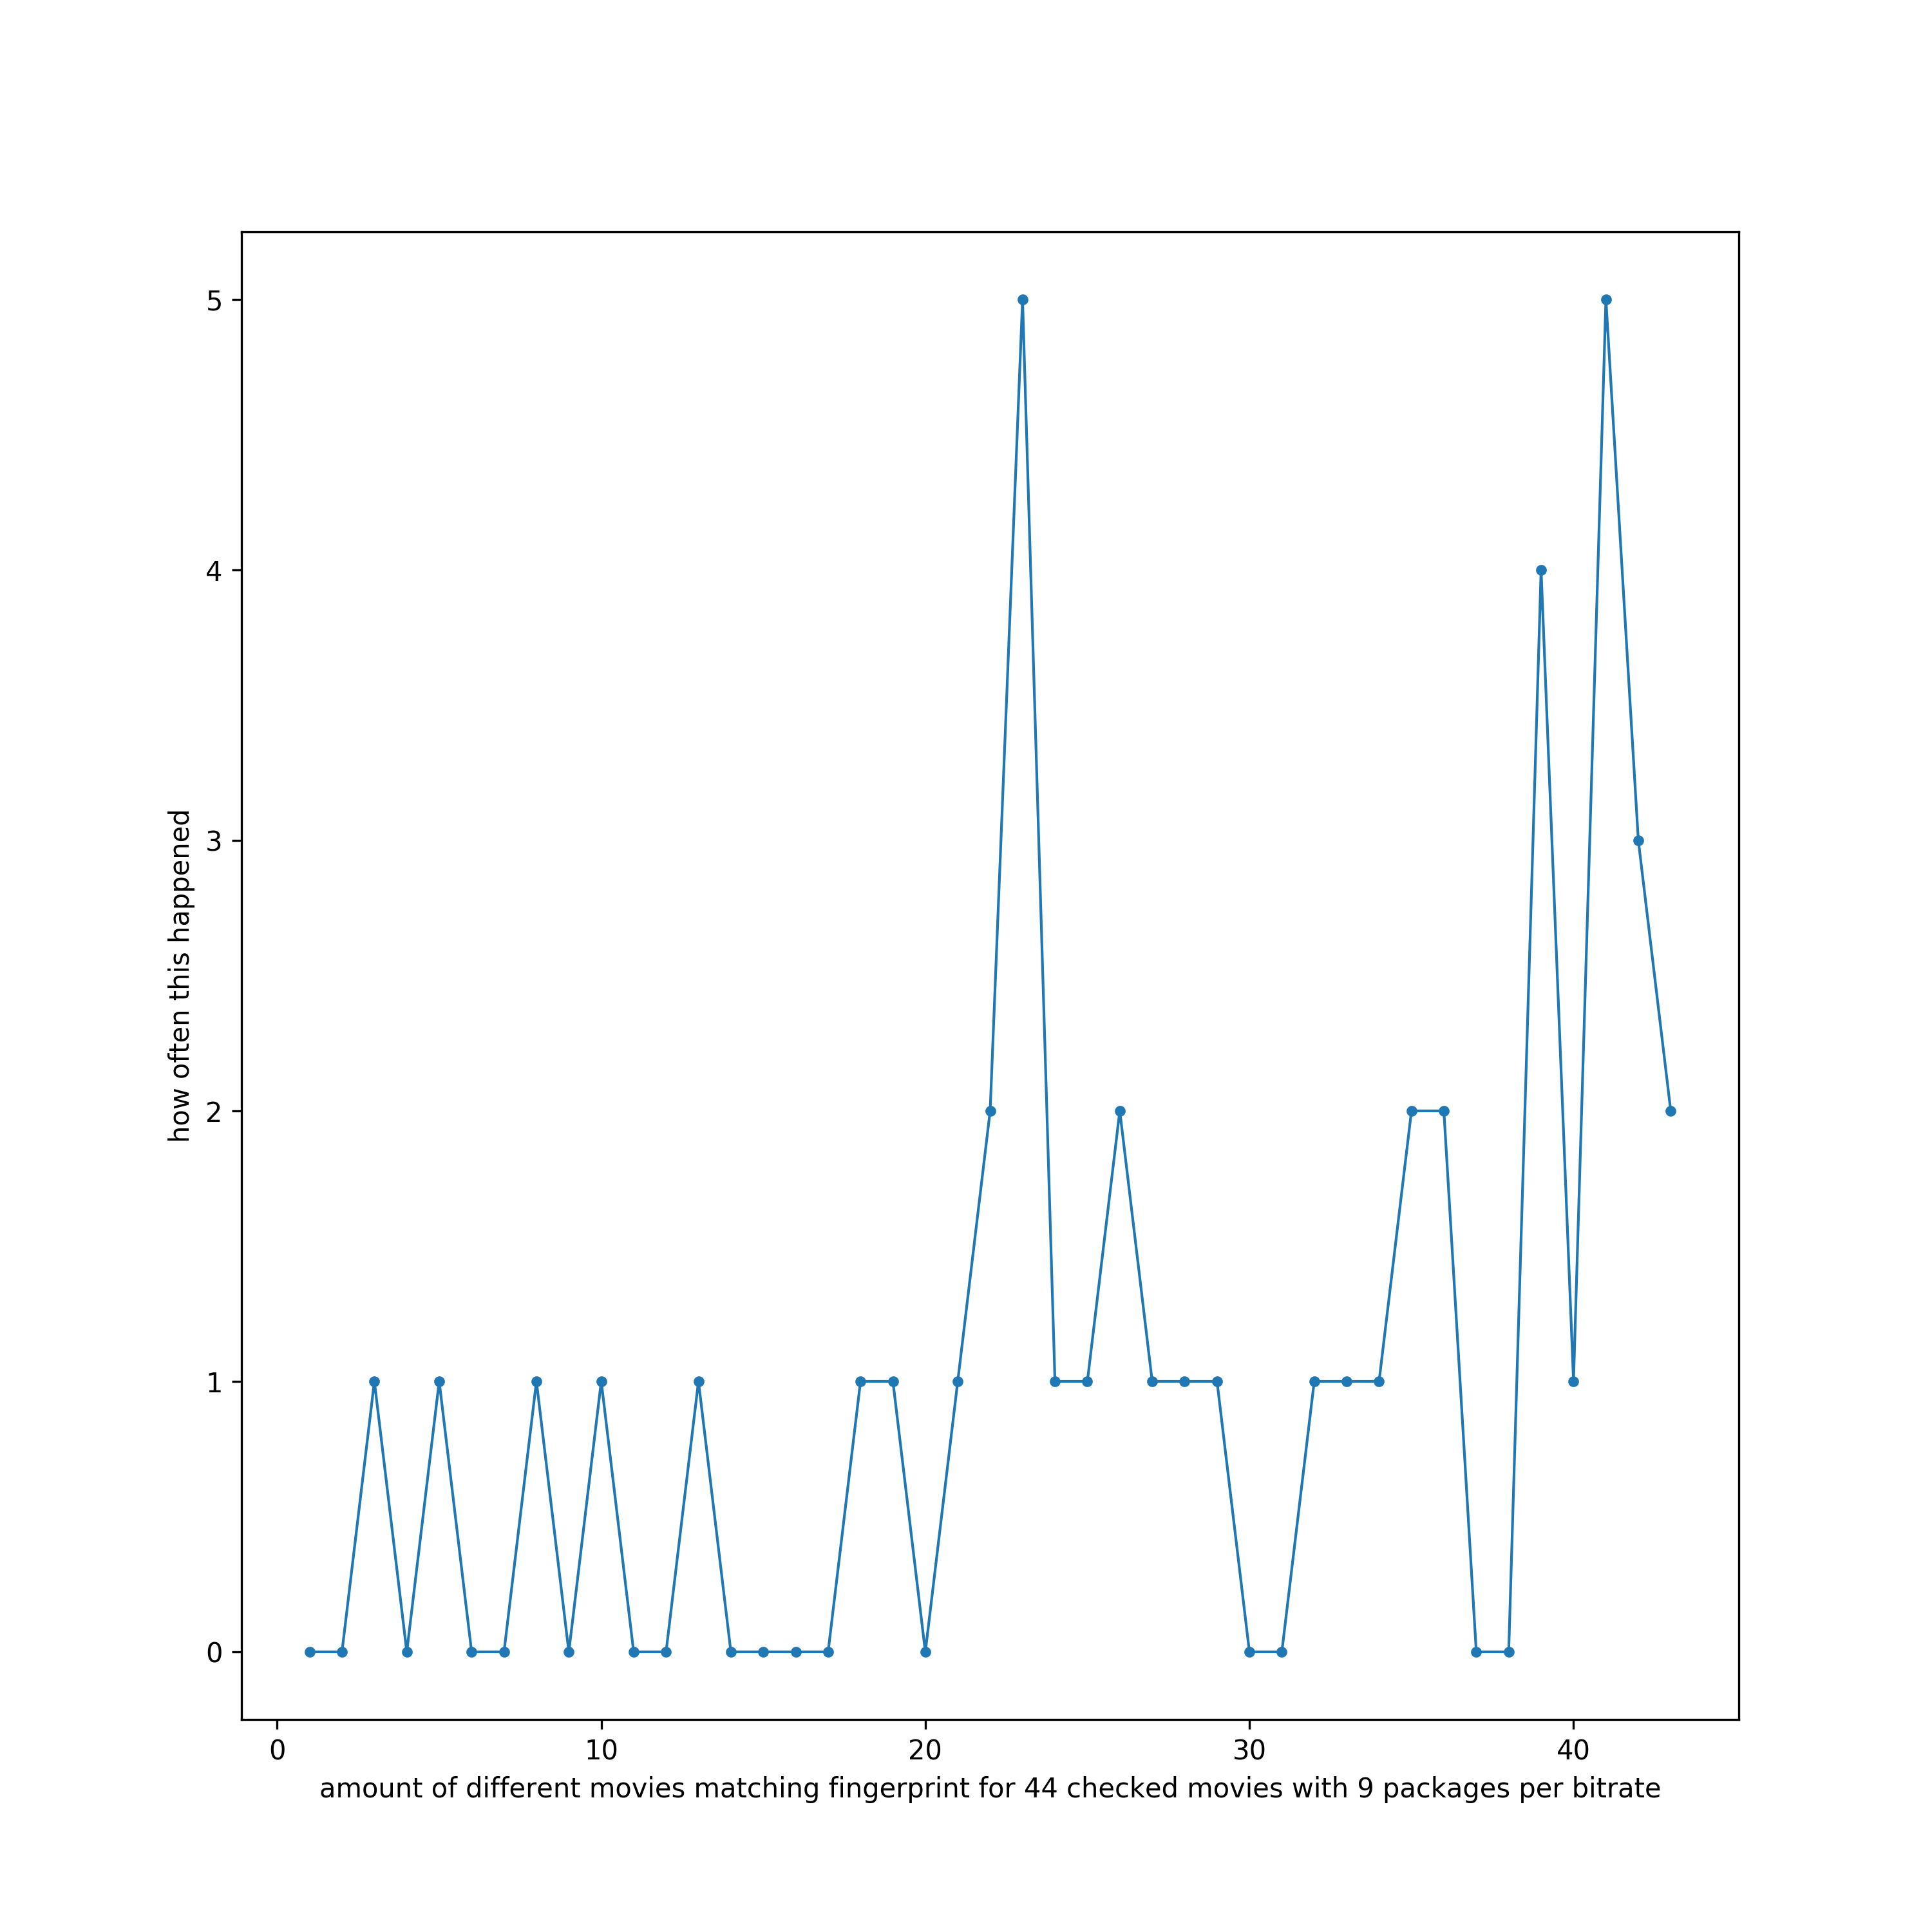 5
4
3
2
1
0
how often this happened
0 10 20 30 40
amount of different movies matching fingerprint for 44 checked movies with 9 packages per bitrate